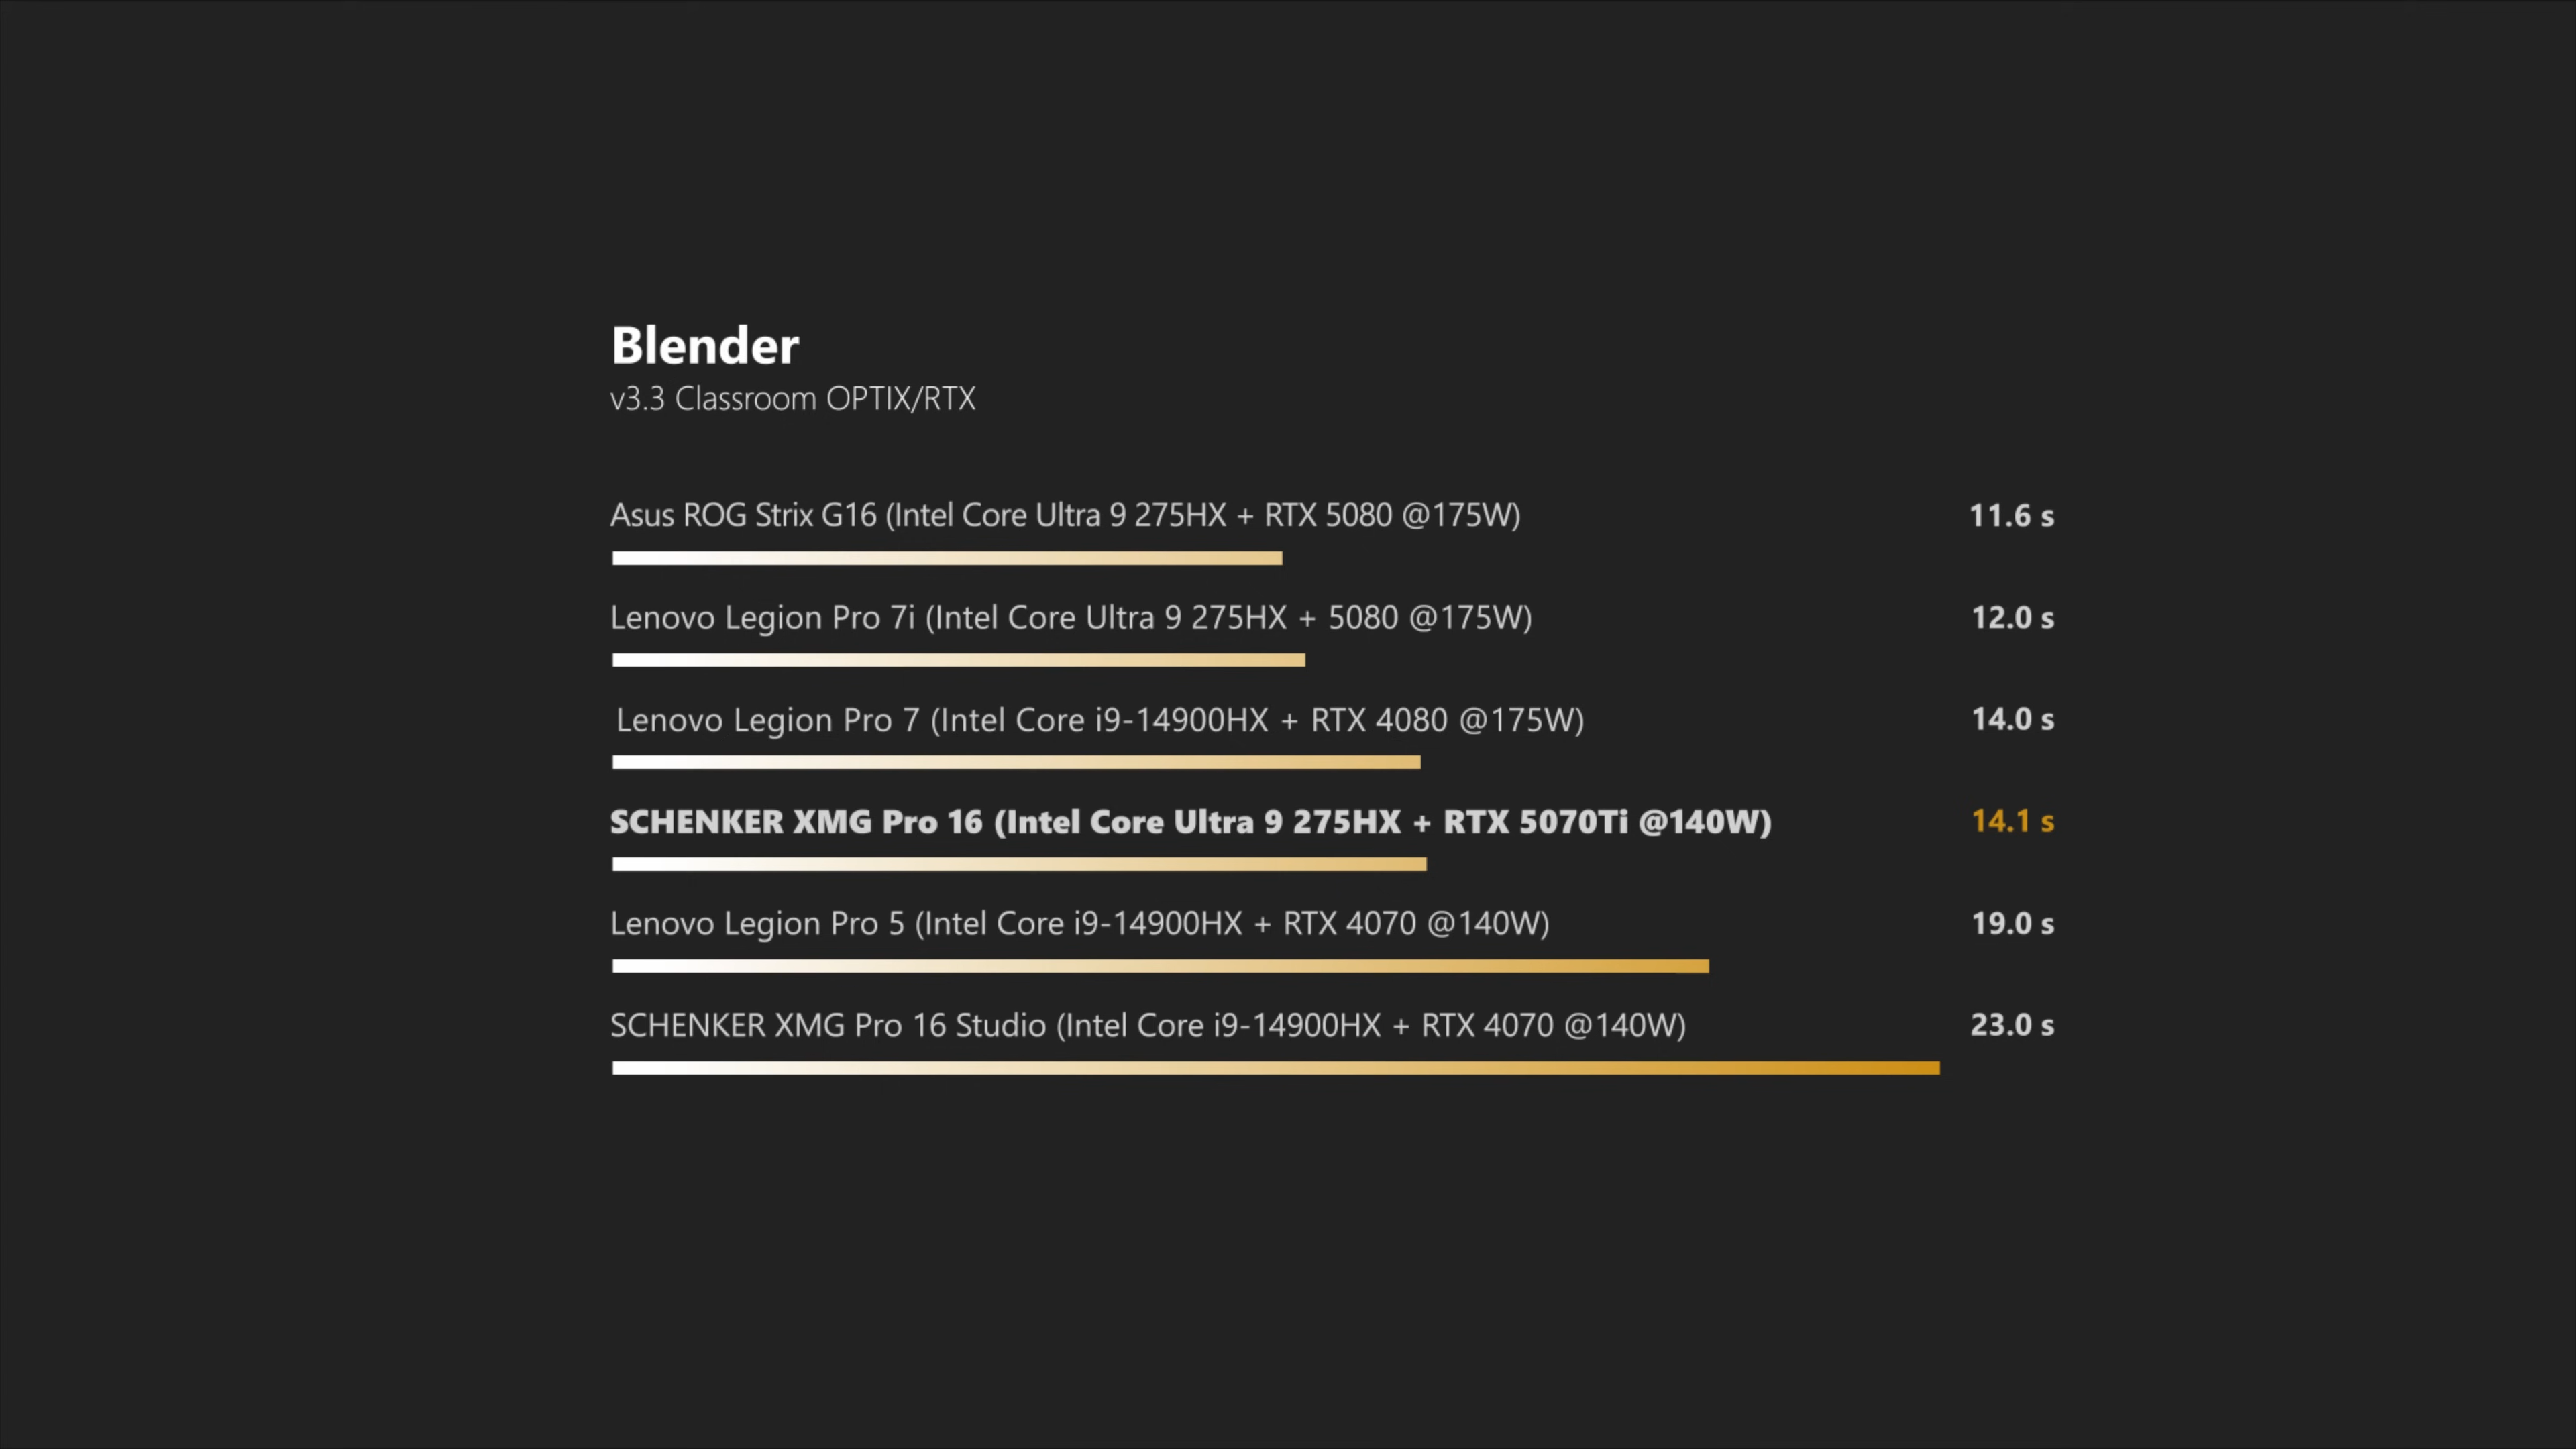 Blender
v3.3 Classroom OPTIX/RTX
Asus ROG Strix G16 (Intel Core Ultra 9 275HX + RTX 5080 @175W) 11.6 s
Lenovo Legion Pro 7i (Intel Core Ultra 9 275HX + 5080 @175W) 12.0 s
Lenovo Legion Pro 7 (Intel Core i9-14900HX + RTX 4080 @175W) 14.0 s
SCHENKER XMG Pro 16 (Intel Core Ultra 9 275HX + RTX 5070Ti @140W) 14.1 s
Lenovo Legion Pro 5 (Intel Core i9-14900HX + RTX 4070 @140W) 19.0 s
SCHENKER XMG Pro 16 Studio (Intel Core i9-14900HX + RTX 4070 @140W) 23.0 s